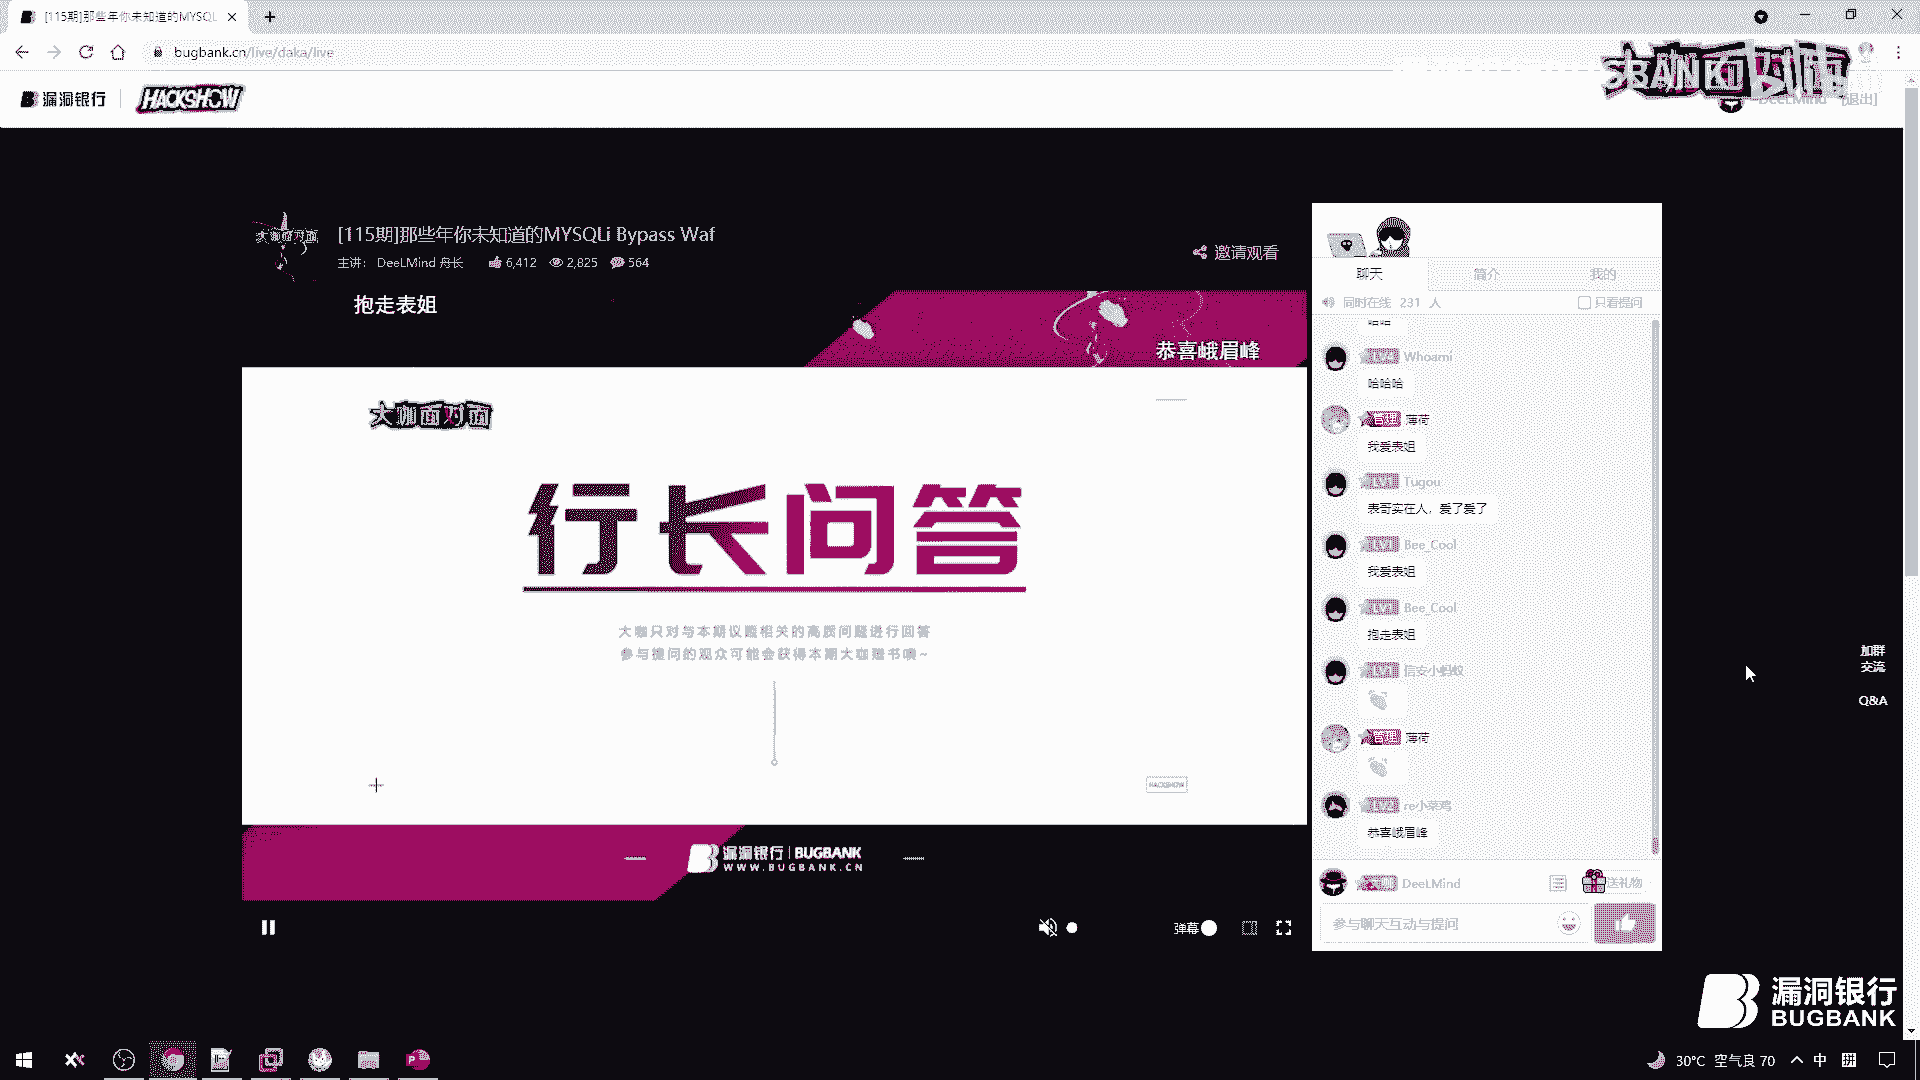 [115期]那些年你未知道的MYSQL
bugbank.cn/live/daka/live
漏洞银行
HACKSHOW
大咖面对面
SBAN
DeeLMind
[退出]
大咖面对面
[115期]那些年你未知道的MYSQLi Bypass Waf
主讲: DeeLMind 舟长 6,412 2,825 564
邀请观看
抱走表姐
恭喜峨眉峰
大咖面对面
行长问答
大咖只对与本期议题相关的高质问题进行回答
参与提问的观众可能会获得本期大咖赠书噢~
HACKSHOW
漏洞银行 | BUGBANK
WWW.BUGBANK.CN
弹幕
聊天 简介 我的
同时在线 231 人 只看提问
哈哈
Whoami
哈哈哈
薄荷
我爱表姐
Tugou
表哥实在人，爱了爱了
Bee_Cool
我爱表姐
Bee_Cool
抱走表姐
信安小蚂蚁
薄荷
re小菜鸡
恭喜峨眉峰
DeeLMind 送礼物
参与聊天互动与提问
加群
交流
Q&A
漏洞银行
BUGBANK
30°C 空气良 70 中 拼